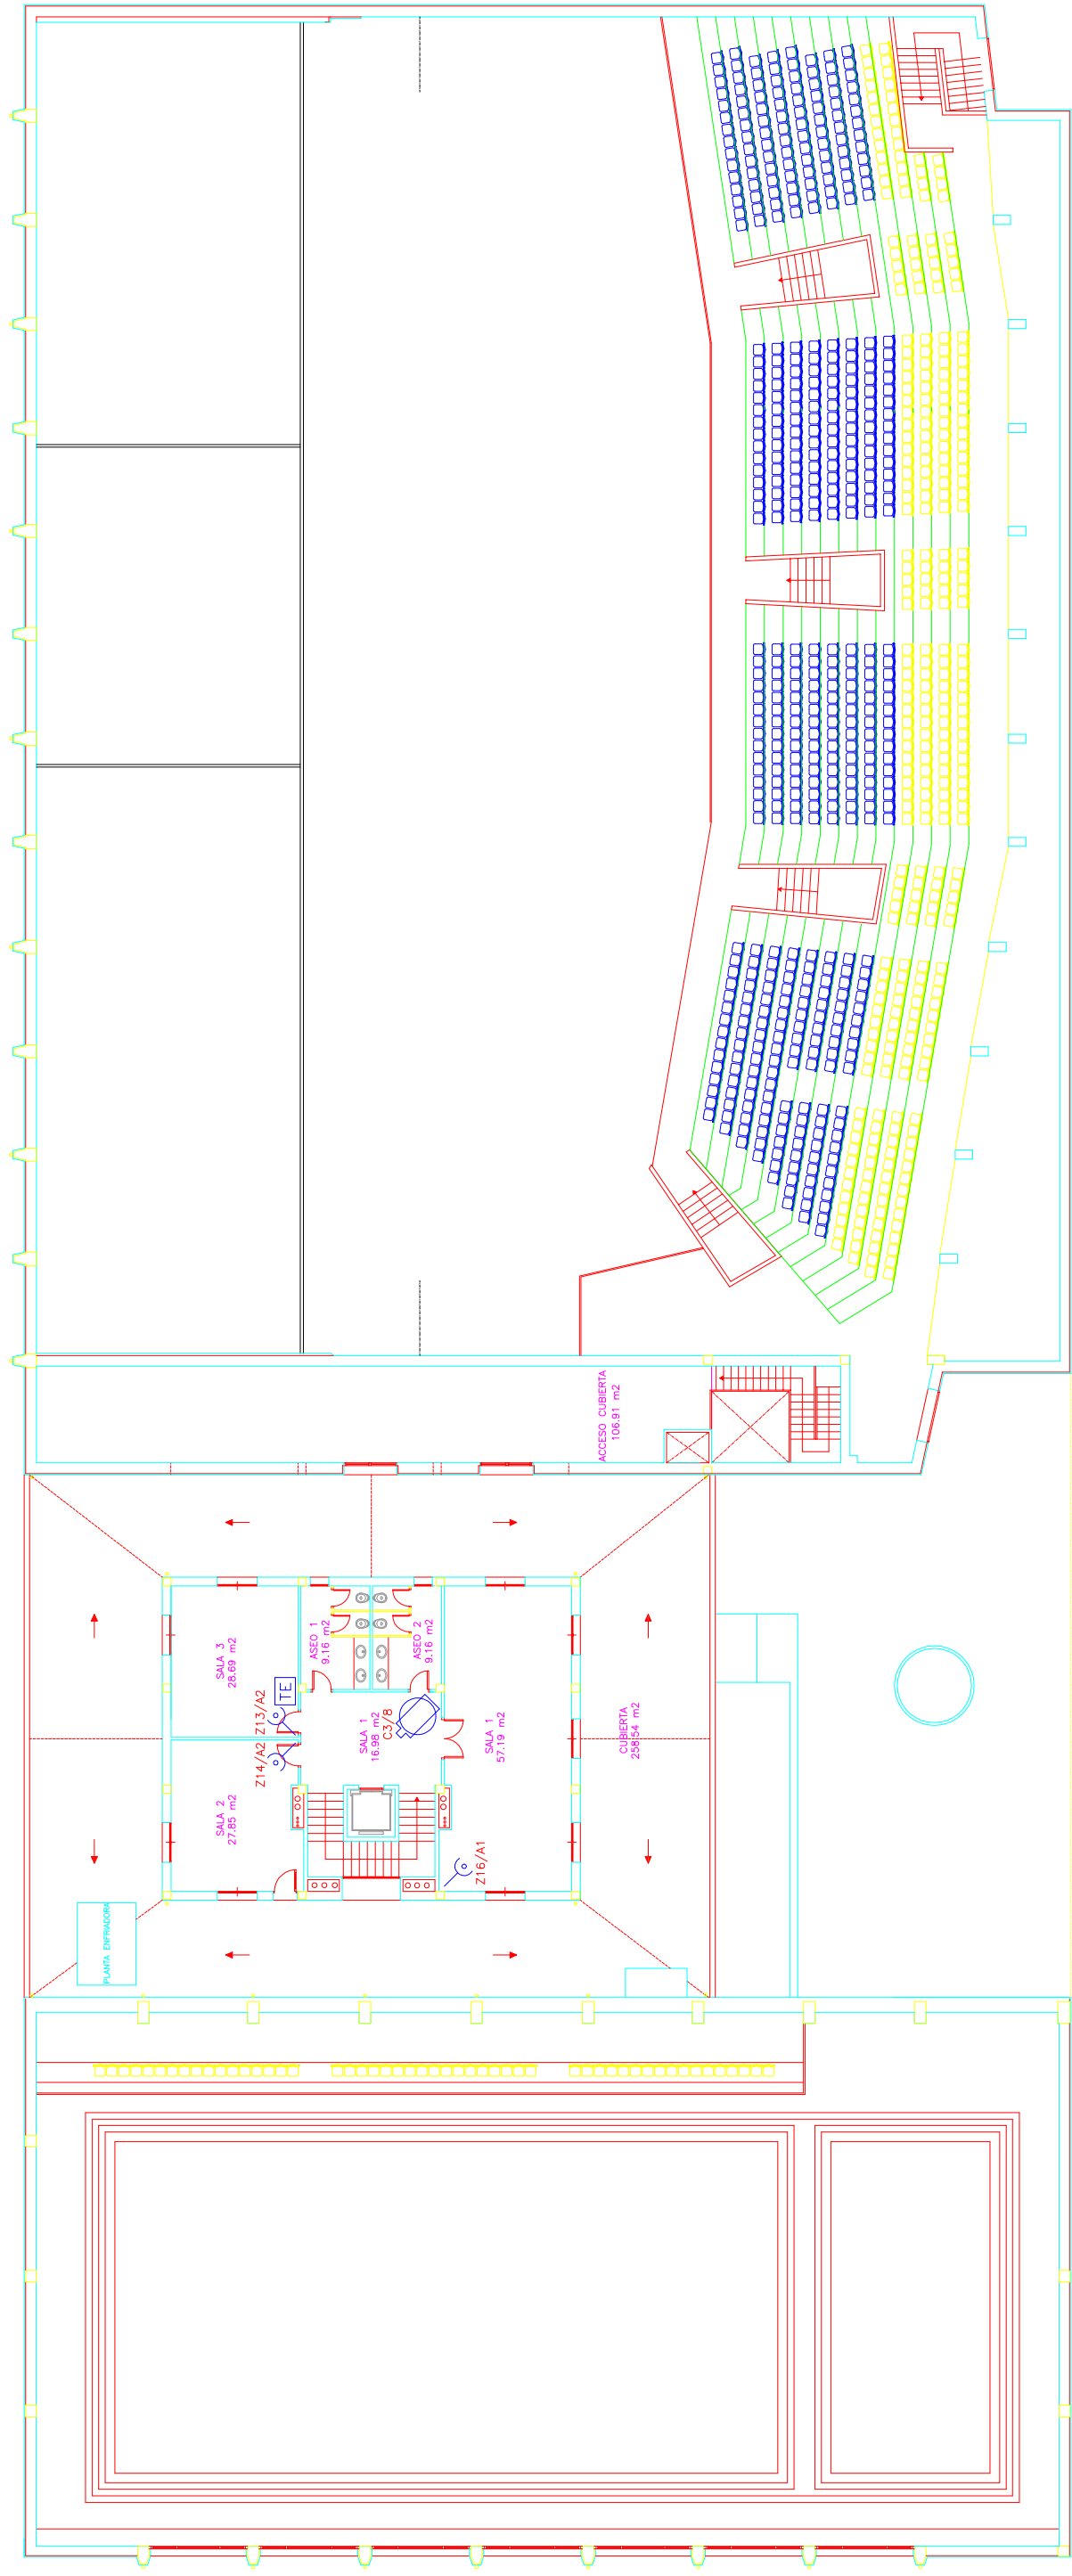 ACCESO CUBIERTA
106.91 m2
SALA 3
28.69 m2
ASEO 1
9.16 m2
ASEO 2
9.16 m2
TE
Z13/A2
Z14/A2
SALA 1
16.98 m2
C3/8
SALA 1
57.19 m2
CUBIERTA
258.54 m2
SALA 2
27.85 m2
Z16/A1
PLANTA ENFRIADORA